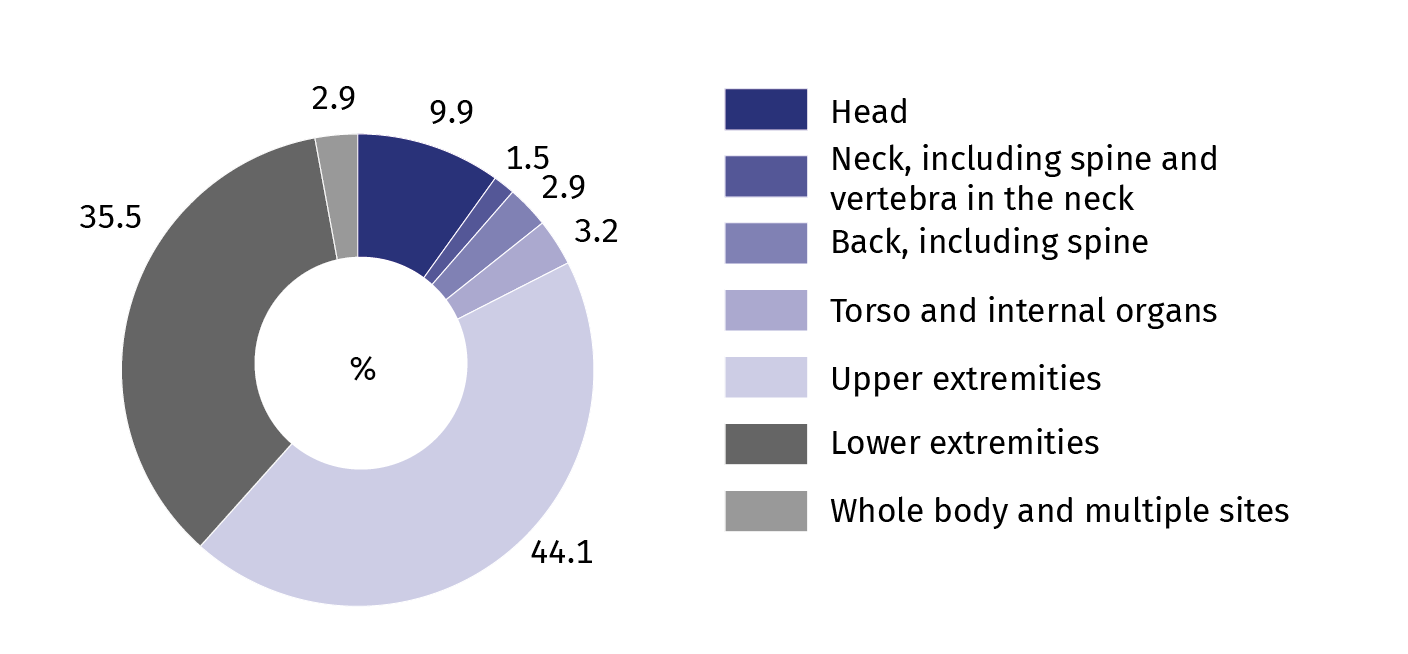 2.9
9.9
1.5
2.9
3.2
35.5
%
44.1
Head
Neck, including spine and
vertebra in the neck
Back, including spine
Torso and internal organs
Upper extremities
Lower extremities
Whole body and multiple sites